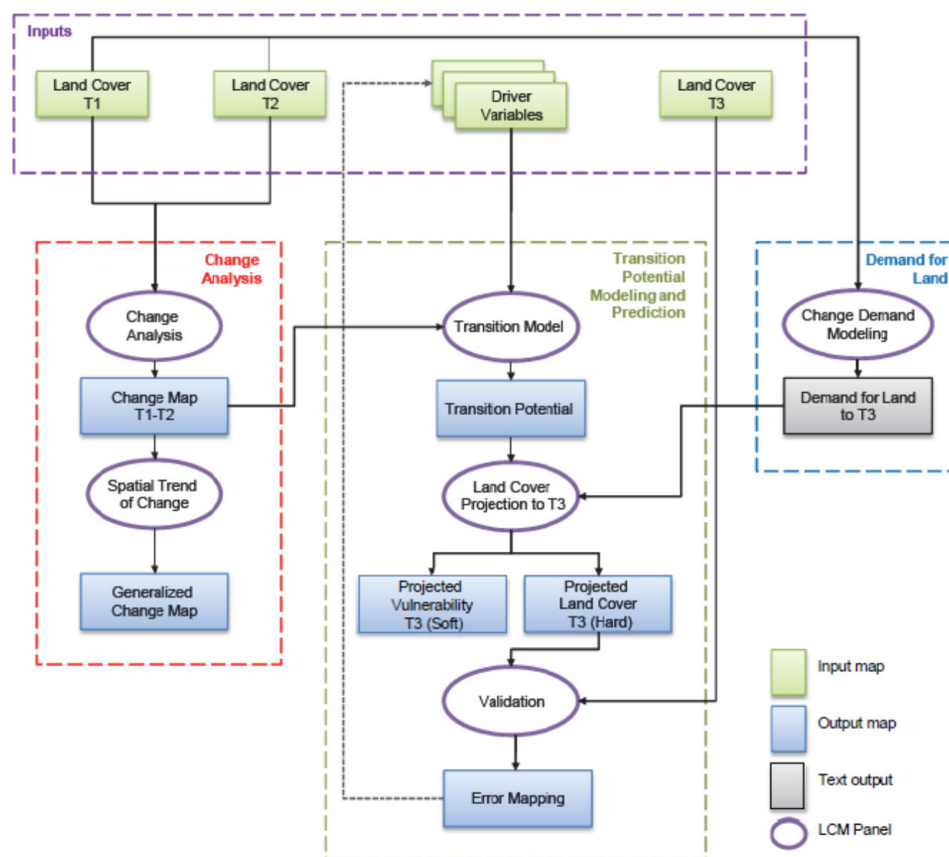 Inputs
Land Cover
T1
Land Cover
T2
Driver
Variables
Land Cover
T3
Change
Analysis
Change
Analysis
Change Map
T1-T2
Spatial Trend
of Change
Generalized
Change Map
Transition
Potential
Modeling and
Prediction
Transition Model
Transition Potential
Land Cover
Projection to T3
Projected
Vulnerability
T3 (Soft)
Projected
Land Cover
T3 (Hard)
Validation
Error Mapping
Demand for
Land
Change Demand
Modeling
Demand for Land
to T3
Input map
Output map
Text output
LCM Panel